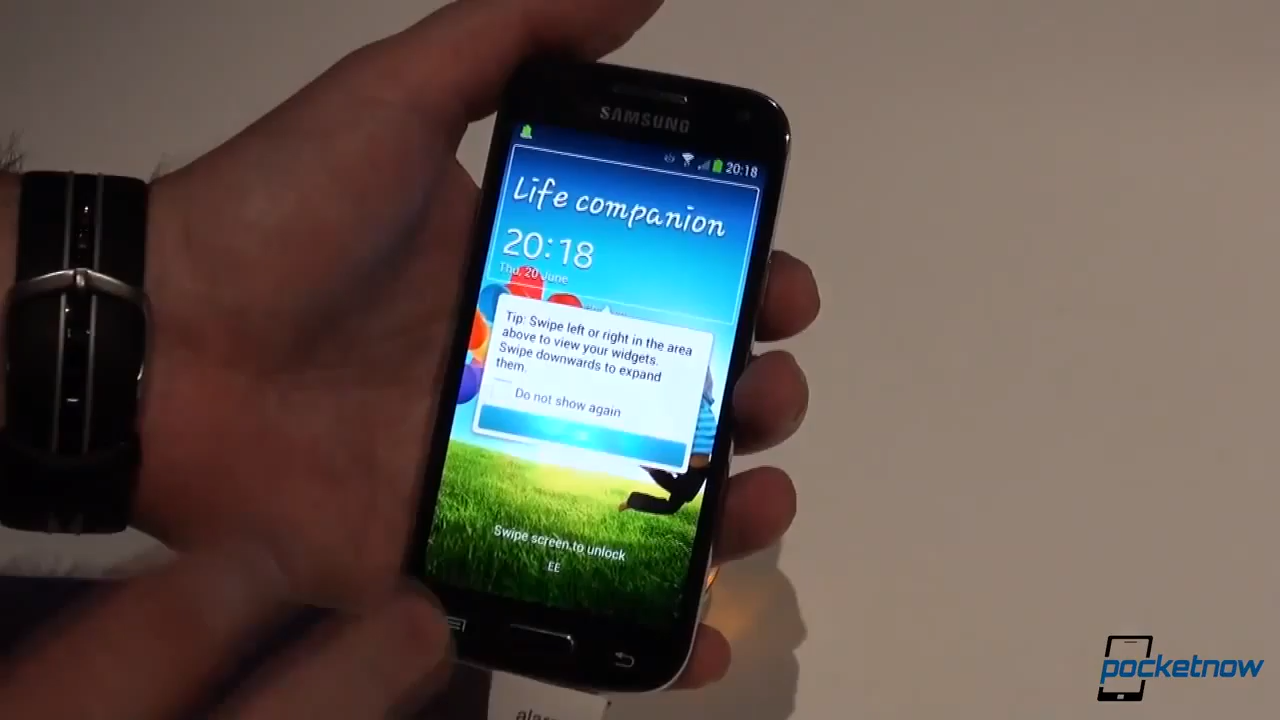 SAMSUNG
20:18
Life companion
20:18
Thu, 20 June
Tip: Swipe left or right in the area
above to view your widgets.
Swipe downwards to expand
them.
Do not show again
Swipe screen to unlock
EE
pocketnow